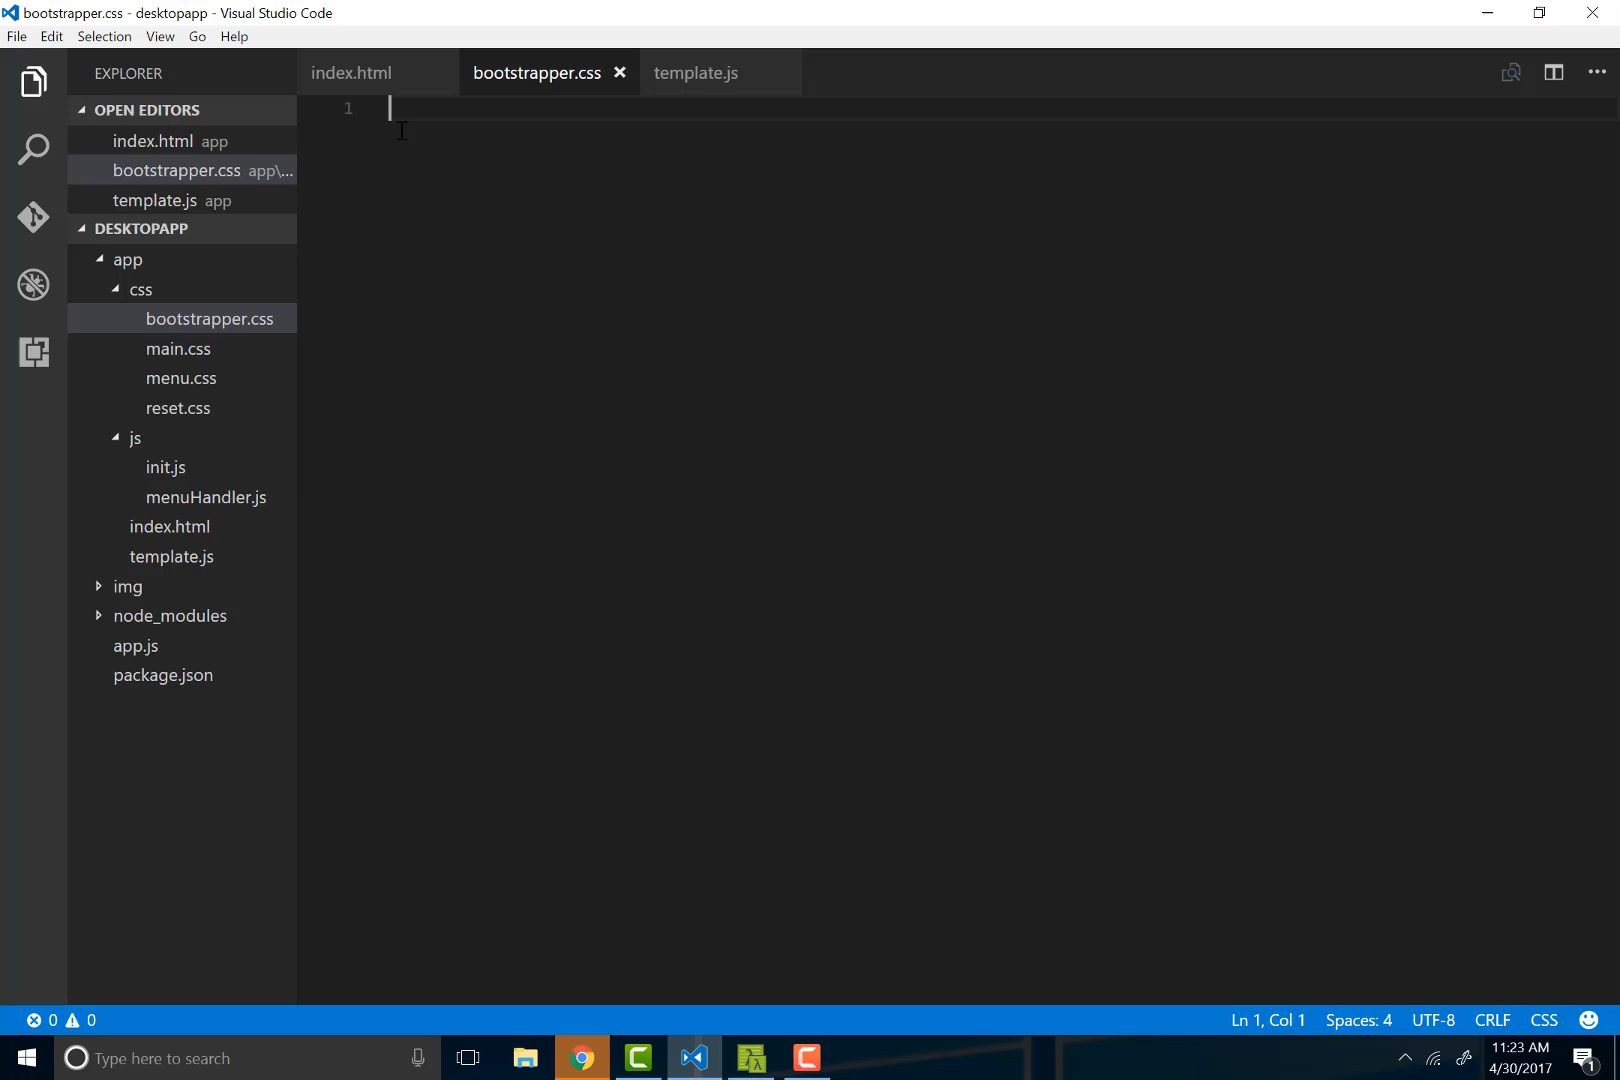 bootstrapper.css - desktopapp - Visual Studio Code
File Edit Selection View Go Help
EXPLORER
index.html bootstrapper.css template.js
OPEN EDITORS
index.html app
bootstrapper.css app\...
template.js app
DESKTOPAPP
app
css
bootstrapper.css
main.css
menu.css
reset.css
js
init.js
menuHandler.js
index.html
template.js
img
node_modules
app.js
package.json
1
0 0 Ln 1, Col 1 Spaces: 4 UTF-8 CRLF CSS
Type here to search
11:23 AM
4/30/2017
1